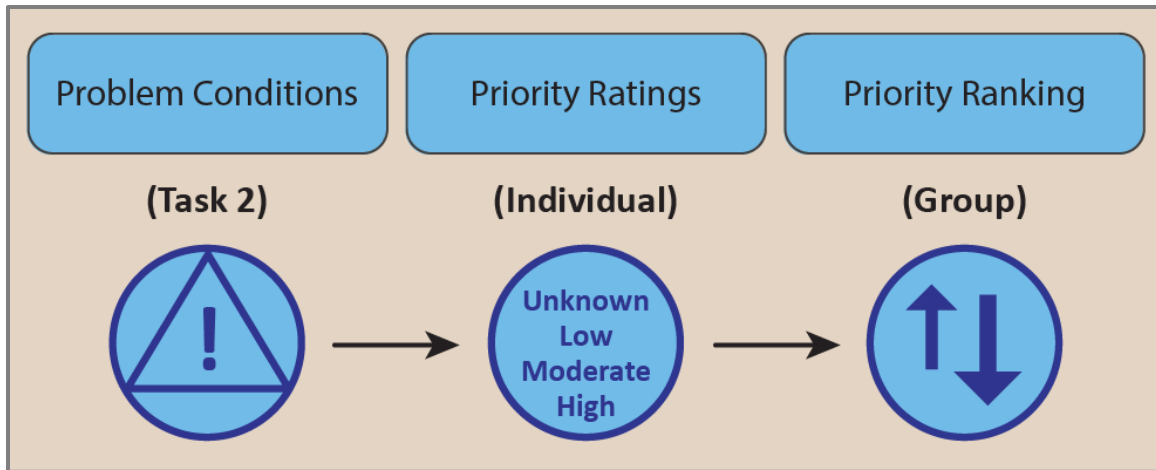 Problem Conditions
Priority Ratings
Priority Ranking
(Task 2)
(Individual)
(Group)
!
Unknown
Low
Moderate
High